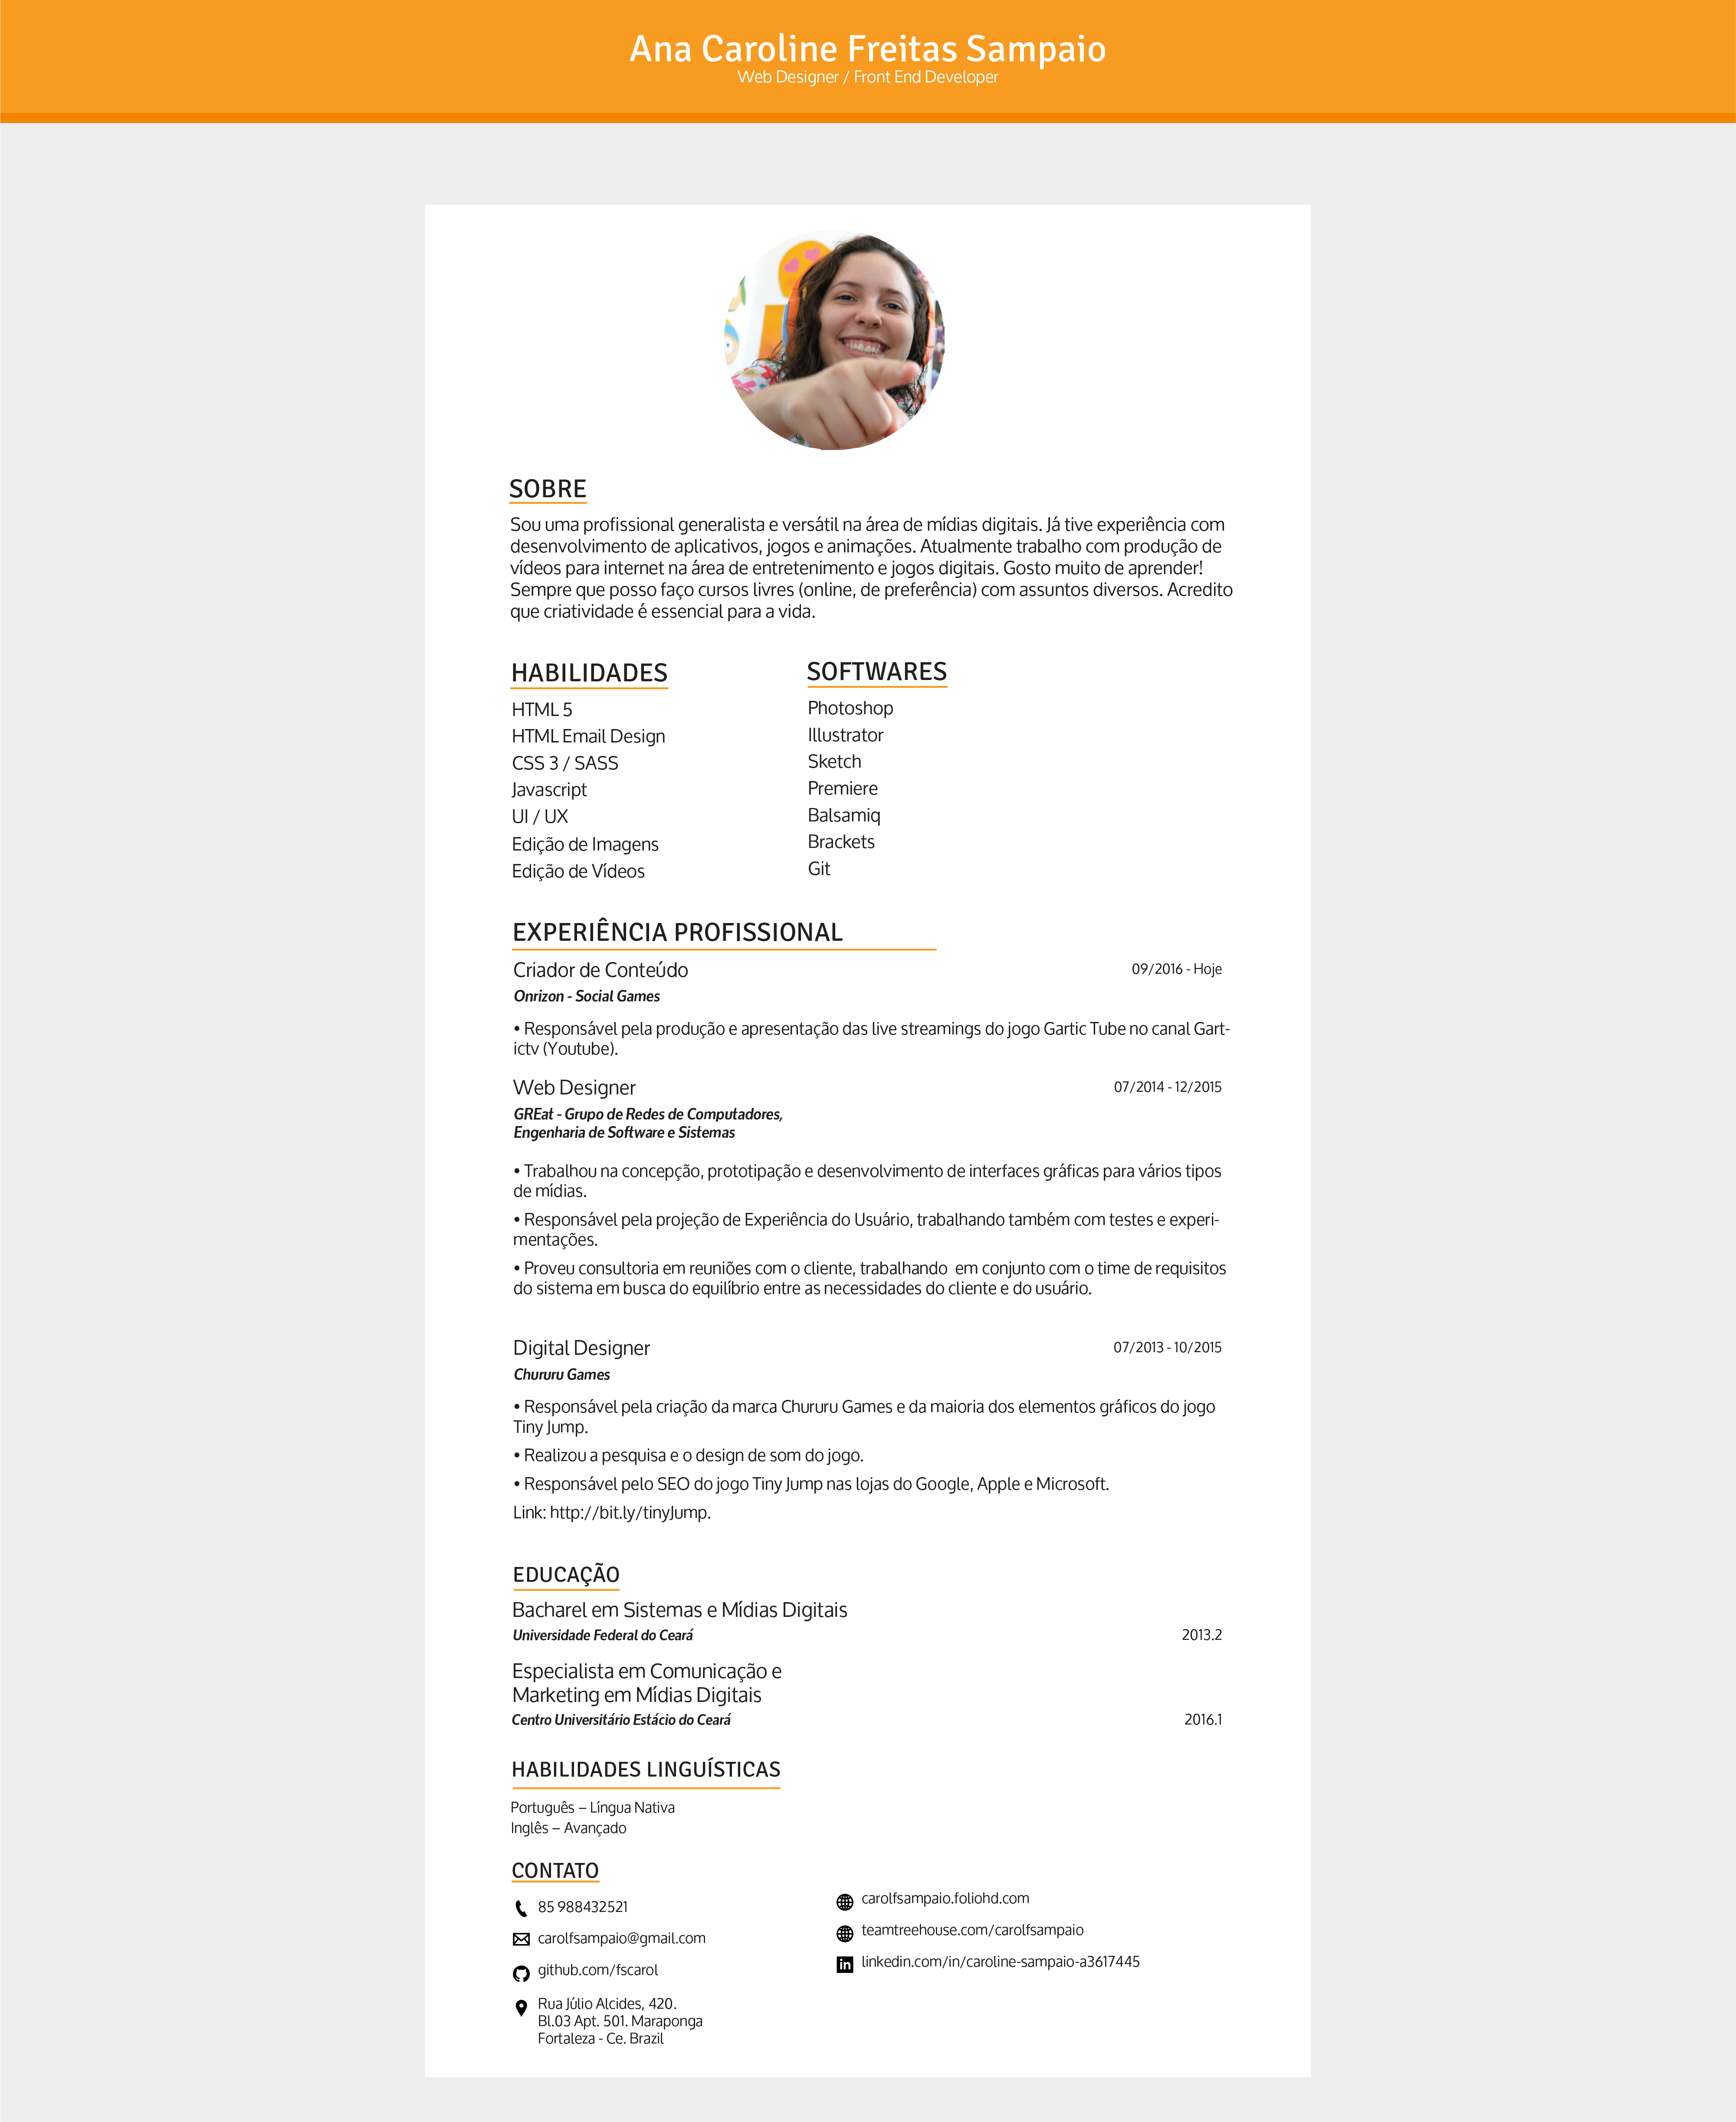 Ana Caroline Freitas Sampaio
Web Designer / Front End Developer
SOBRE
Sou uma profissional generalista e versátil na área de mídias digitais. Já tive experiência com
desenvolvimento de aplicativos, jogos e animações. Atualmente trabalho com produção de
vídeos para internet na área de entretenimento e jogos digitais. Gosto muito de aprender!
Sempre que posso faço cursos livres (online, de preferência) com assuntos diversos. Acredito
que criatividade é essencial para a vida.
HABILIDADES
HTML 5
HTML Email Design
CSS 3 / SASS
Javascript
UI / UX
Edição de Imagens
Edição de Vídeos
SOFTWARES
Photoshop
Illustrator
Sketch
Premiere
Balsamiq
Brackets
Git
EXPERIÊNCIA PROFISSIONAL
Criador de Conteúdo 09/2016 - Hoje
Onrizon - Social Games
• Responsável pela produção e apresentação das live streamings do jogo Gartic Tube no canal Gart-
ictv (Youtube).
Web Designer 07/2014 - 12/2015
GREat - Grupo de Redes de Computadores,
Engenharia de Software e Sistemas
• Trabalhou na concepção, prototipação e desenvolvimento de interfaces gráficas para vários tipos
de mídias.
• Responsável pela projeção de Experiência do Usuário, trabalhando também com testes e experi-
mentações.
• Proveu consultoria em reuniões com o cliente, trabalhando  em conjunto com o time de requisitos
do sistema em busca do equilíbrio entre as necessidades do cliente e do usuário.
Digital Designer 07/2013 - 10/2015
Chururu Games
• Responsável pela criação da marca Chururu Games e da maioria dos elementos gráficos do jogo
Tiny Jump.
• Realizou a pesquisa e o design de som do jogo.
• Responsável pelo SEO do jogo Tiny Jump nas lojas do Google, Apple e Microsoft.
Link: http://bit.ly/tinyJump.
EDUCAÇÃO
Bacharel em Sistemas e Mídias Digitais
Universidade Federal do Ceará 2013.2
Especialista em Comunicação e
Marketing em Mídias Digitais
Centro Universitário Estácio do Ceará 2016.1
HABILIDADES LINGUÍSTICAS
Português – Língua Nativa
Inglês – Avançado
CONTATO
85 988432521
carolfsampaio@gmail.com
github.com/fscarol
Rua Júlio Alcides, 420.
Bl.03 Apt. 501. Maraponga
Fortaleza - Ce. Brazil
carolfsampaio.foliohd.com
teamtreehouse.com/carolfsampaio
linkedin.com/in/caroline-sampaio-a3617445